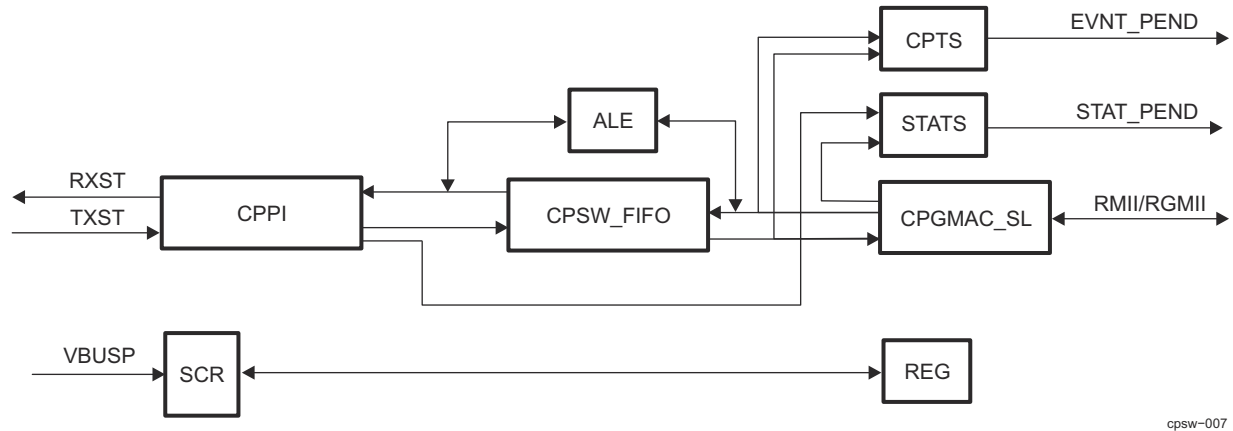 EVNT_PEND
CPTS
ALE
STAT_PEND
STATS
RXST
TXST
CPPI
CPSW_FIFO
CPGMAC_SL
RMII/RGMII
VBUSP
SCR
REG
cpsw−007